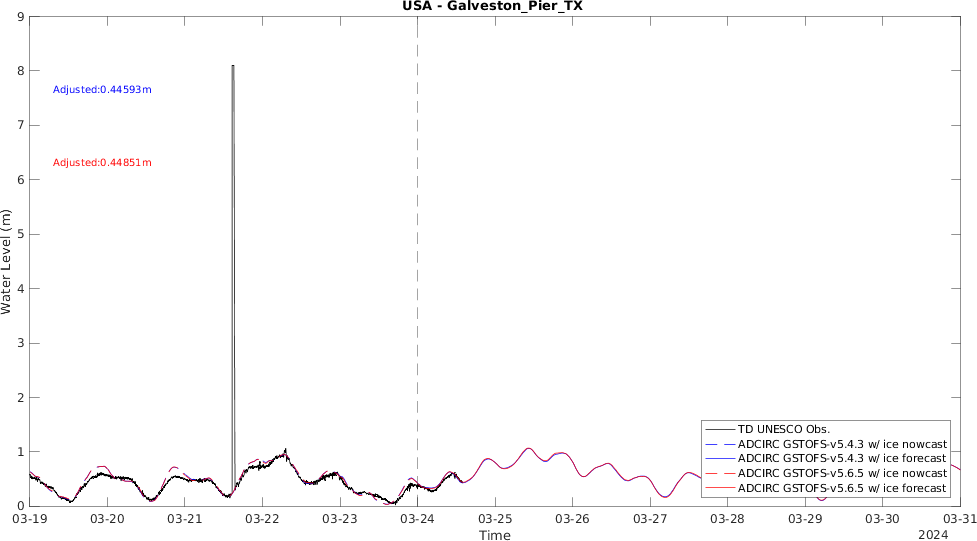 USA - Galveston_Pier_TX
9
8
7
6
5
4
3
2
1
0
Water Level (m)
Adjusted:0.44593m
Adjusted:0.44851m
TD UNESCO Obs.
ADCIRC GSTOFS-v5.4.3 w/ ice nowcast
ADCIRC GSTOFS-v5.4.3 w/ ice forecast
ADCIRC GSTOFS-v5.6.5 w/ ice nowcast
ADCIRC GSTOFS-v5.6.5 w/ ice forecast
03-19 03-20 03-21 03-22 03-23 03-24 03-25 03-26 03-27 03-28 03-29 03-30 03-31
Time
2024